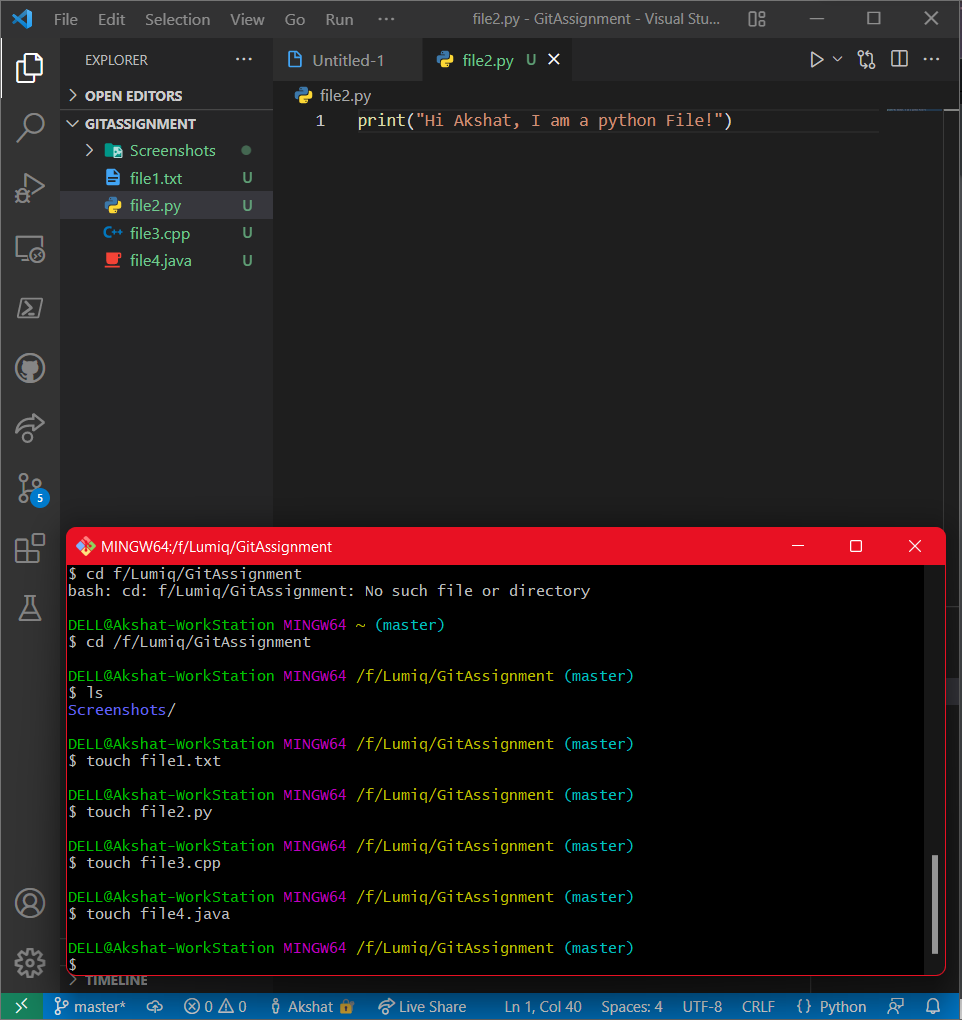 File Edit Selection View Go Run ··· file2.py - GitAssignment - Visual Stu...
EXPLORER ···
Untitled-1
file2.py U
OPEN EDITORS
file2.py
GITASSIGNMENT
1 print("Hi Akshat, I am a python File!")
Screenshots
file1.txt U
file2.py U
C++ file3.cpp U
file4.java U
5
MINGW64:/f/Lumiq/GitAssignment
$ cd f/Lumiq/GitAssignment
bash: cd: f/Lumiq/GitAssignment: No such file or directory
DELL@Akshat-WorkStation MINGW64 ~ (master)
$ cd /f/Lumiq/GitAssignment
DELL@Akshat-WorkStation MINGW64 /f/Lumiq/GitAssignment (master)
$ ls
Screenshots/
DELL@Akshat-WorkStation MINGW64 /f/Lumiq/GitAssignment (master)
$ touch file1.txt
DELL@Akshat-WorkStation MINGW64 /f/Lumiq/GitAssignment (master)
$ touch file2.py
DELL@Akshat-WorkStation MINGW64 /f/Lumiq/GitAssignment (master)
$ touch file3.cpp
DELL@Akshat-WorkStation MINGW64 /f/Lumiq/GitAssignment (master)
$ touch file4.java
DELL@Akshat-WorkStation MINGW64 /f/Lumiq/GitAssignment (master)
$
TIMELINE
master* 0 0 Akshat Live Share Ln 1, Col 40 Spaces: 4 UTF-8 CRLF {} Python